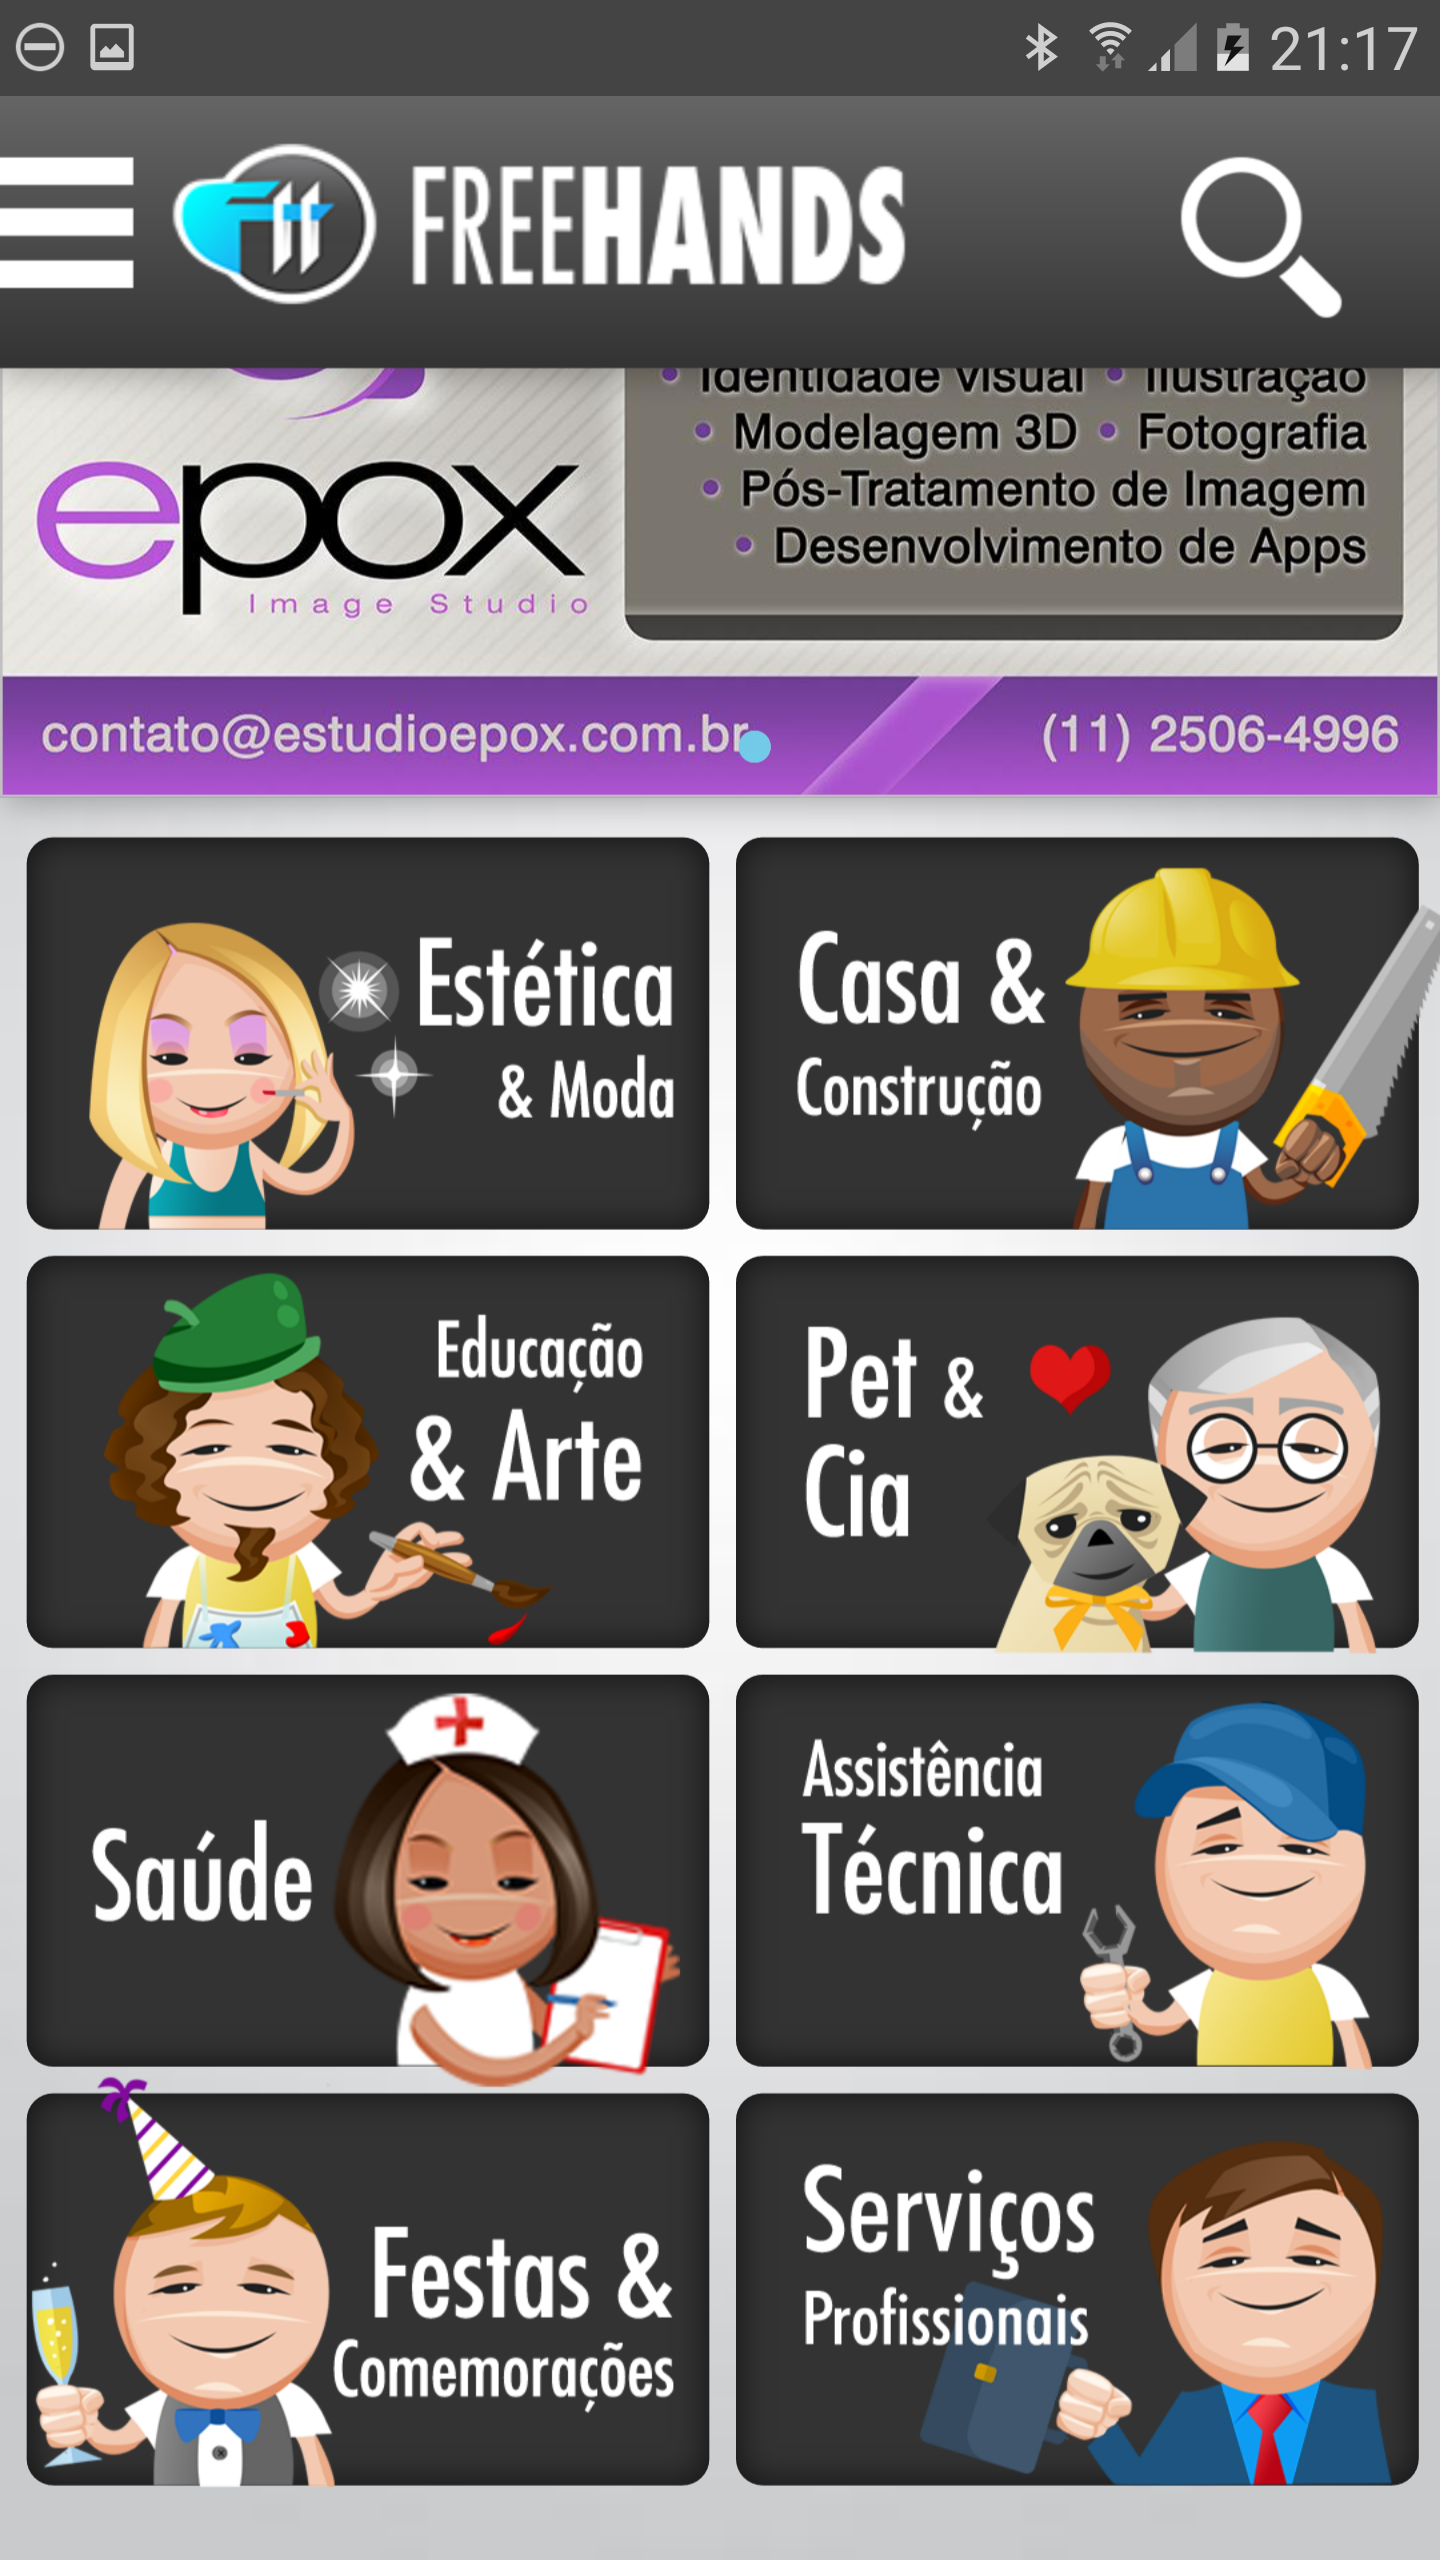 21:17
FREEHANDS
• Identidade visual • Ilustração
• Modelagem 3D • Fotografia
• Pós-Tratamento de Imagem
• Desenvolvimento de Apps
epox
Image Studio
contato@estudioepox.com.br
(11) 2506-4996
Estética
& Moda
Casa &
Construção
Educação
& Arte
Pet &
Cia
Saúde
Assistência
Técnica
Festas &
Comemorações
Serviços
Profissionais